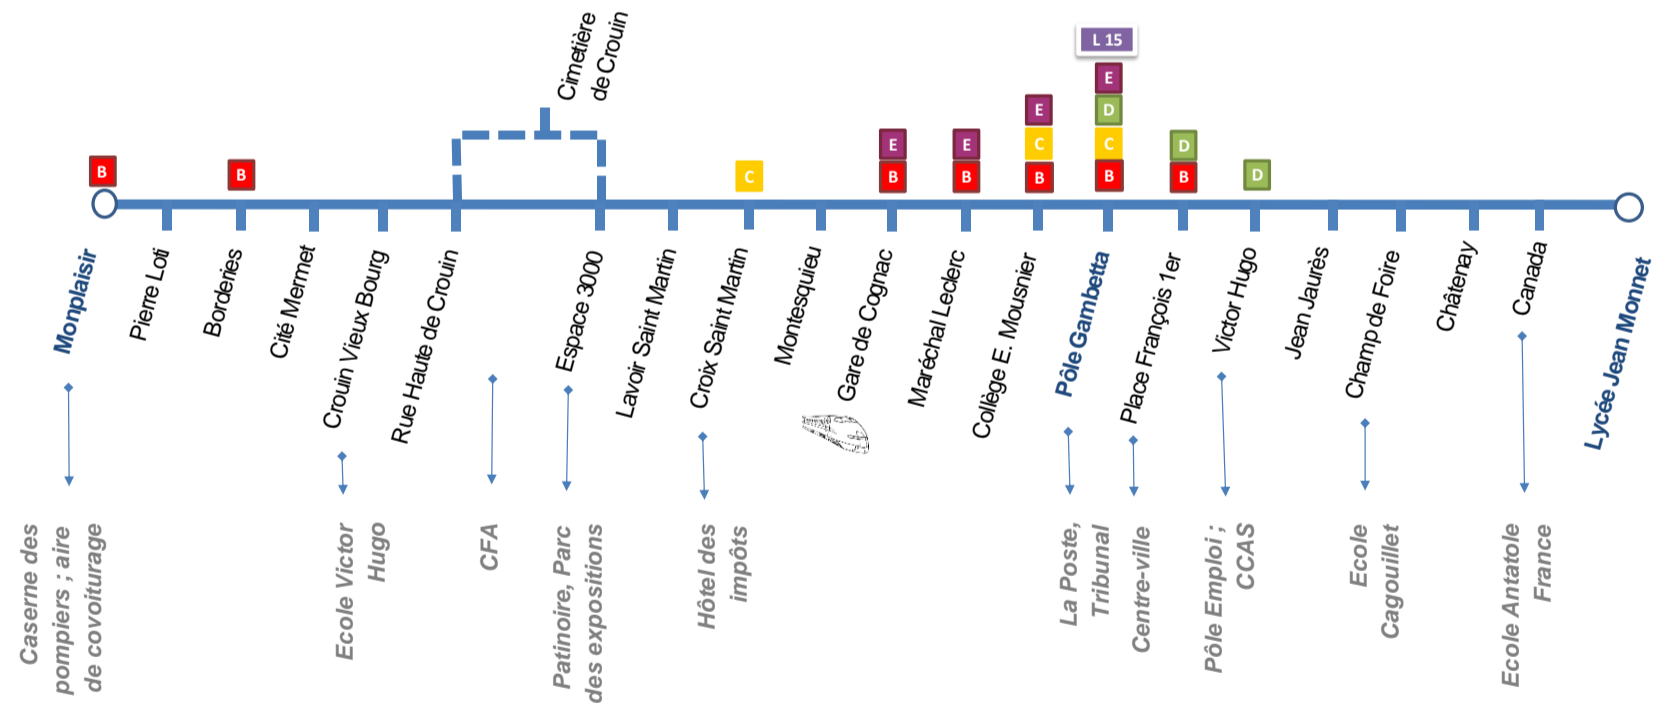 Cimetière
de Crouin
L 15
E
E
D
E
E
C
C
D
B
B
C
B
B
B
B
B
D
Monplaisir
Pierre Loti
Borderies
Cité Mermet
Crouin Vieux Bourg
Rue Haute de Crouin
Espace 3000
Lavoir Saint Martin
Croix Saint Martin
Montesquieu
Gare de Cognac
Maréchal Leclerc
Collège E. Mousnier
Pôle Gambetta
Place François 1er
Victor Hugo
Jean Jaurès
Champ de Foire
Châtenay
Canada
Lycée Jean Monnet
Caserne des
pompiers ; aire
de covoiturage
Ecole Victor
Hugo
CFA
Patinoire, Parc
des expositions
Hôtel des
impôts
La Poste,
Tribunal
Centre-ville
Pôle Emploi ;
CCAS
Ecole
Cagouillet
Ecole Antatole
France